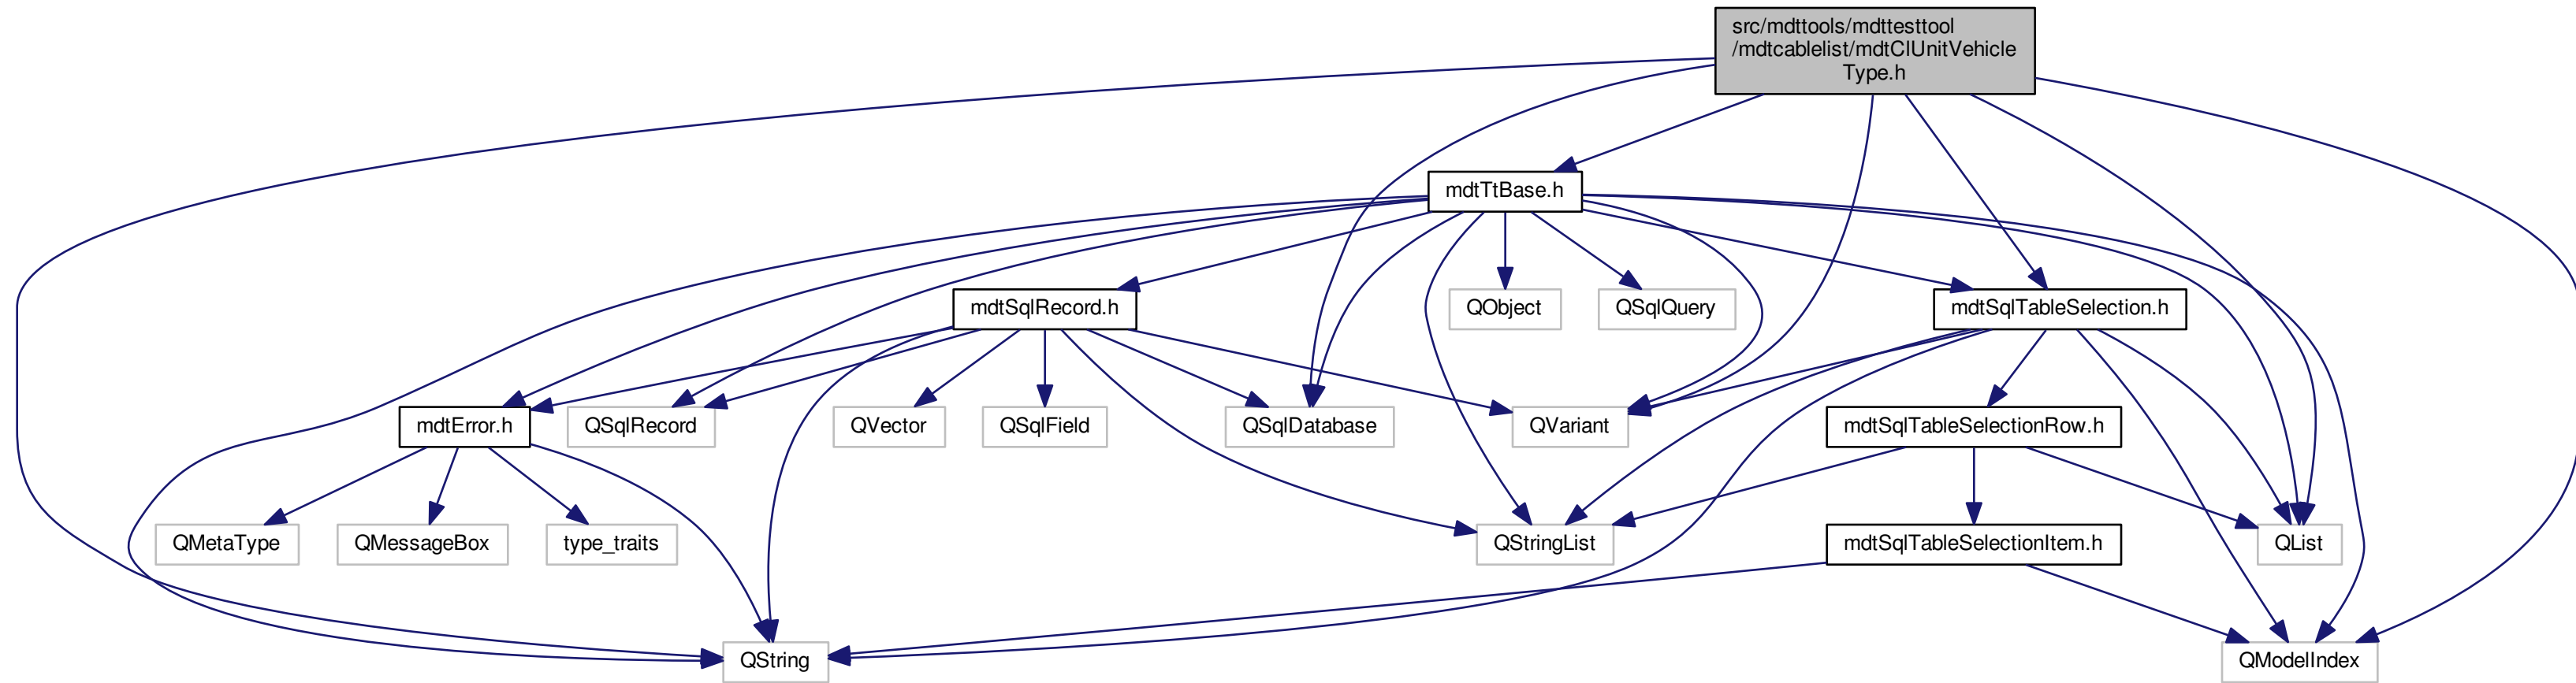 src/mdttools/mdttesttool
/mdtcablelist/mdtClUnitVehicle
Type.h
mdtTtBase.h
mdtSqlRecord.h
QObject
QSqlQuery
mdtSqlTableSelection.h
mdtError.h
QSqlRecord
QVector
QSqlField
QSqlDatabase
QVariant
mdtSqlTableSelectionRow.h
QMetaType
QMessageBox
type_traits
QStringList
mdtSqlTableSelectionItem.h
QList
QString
QModelIndex